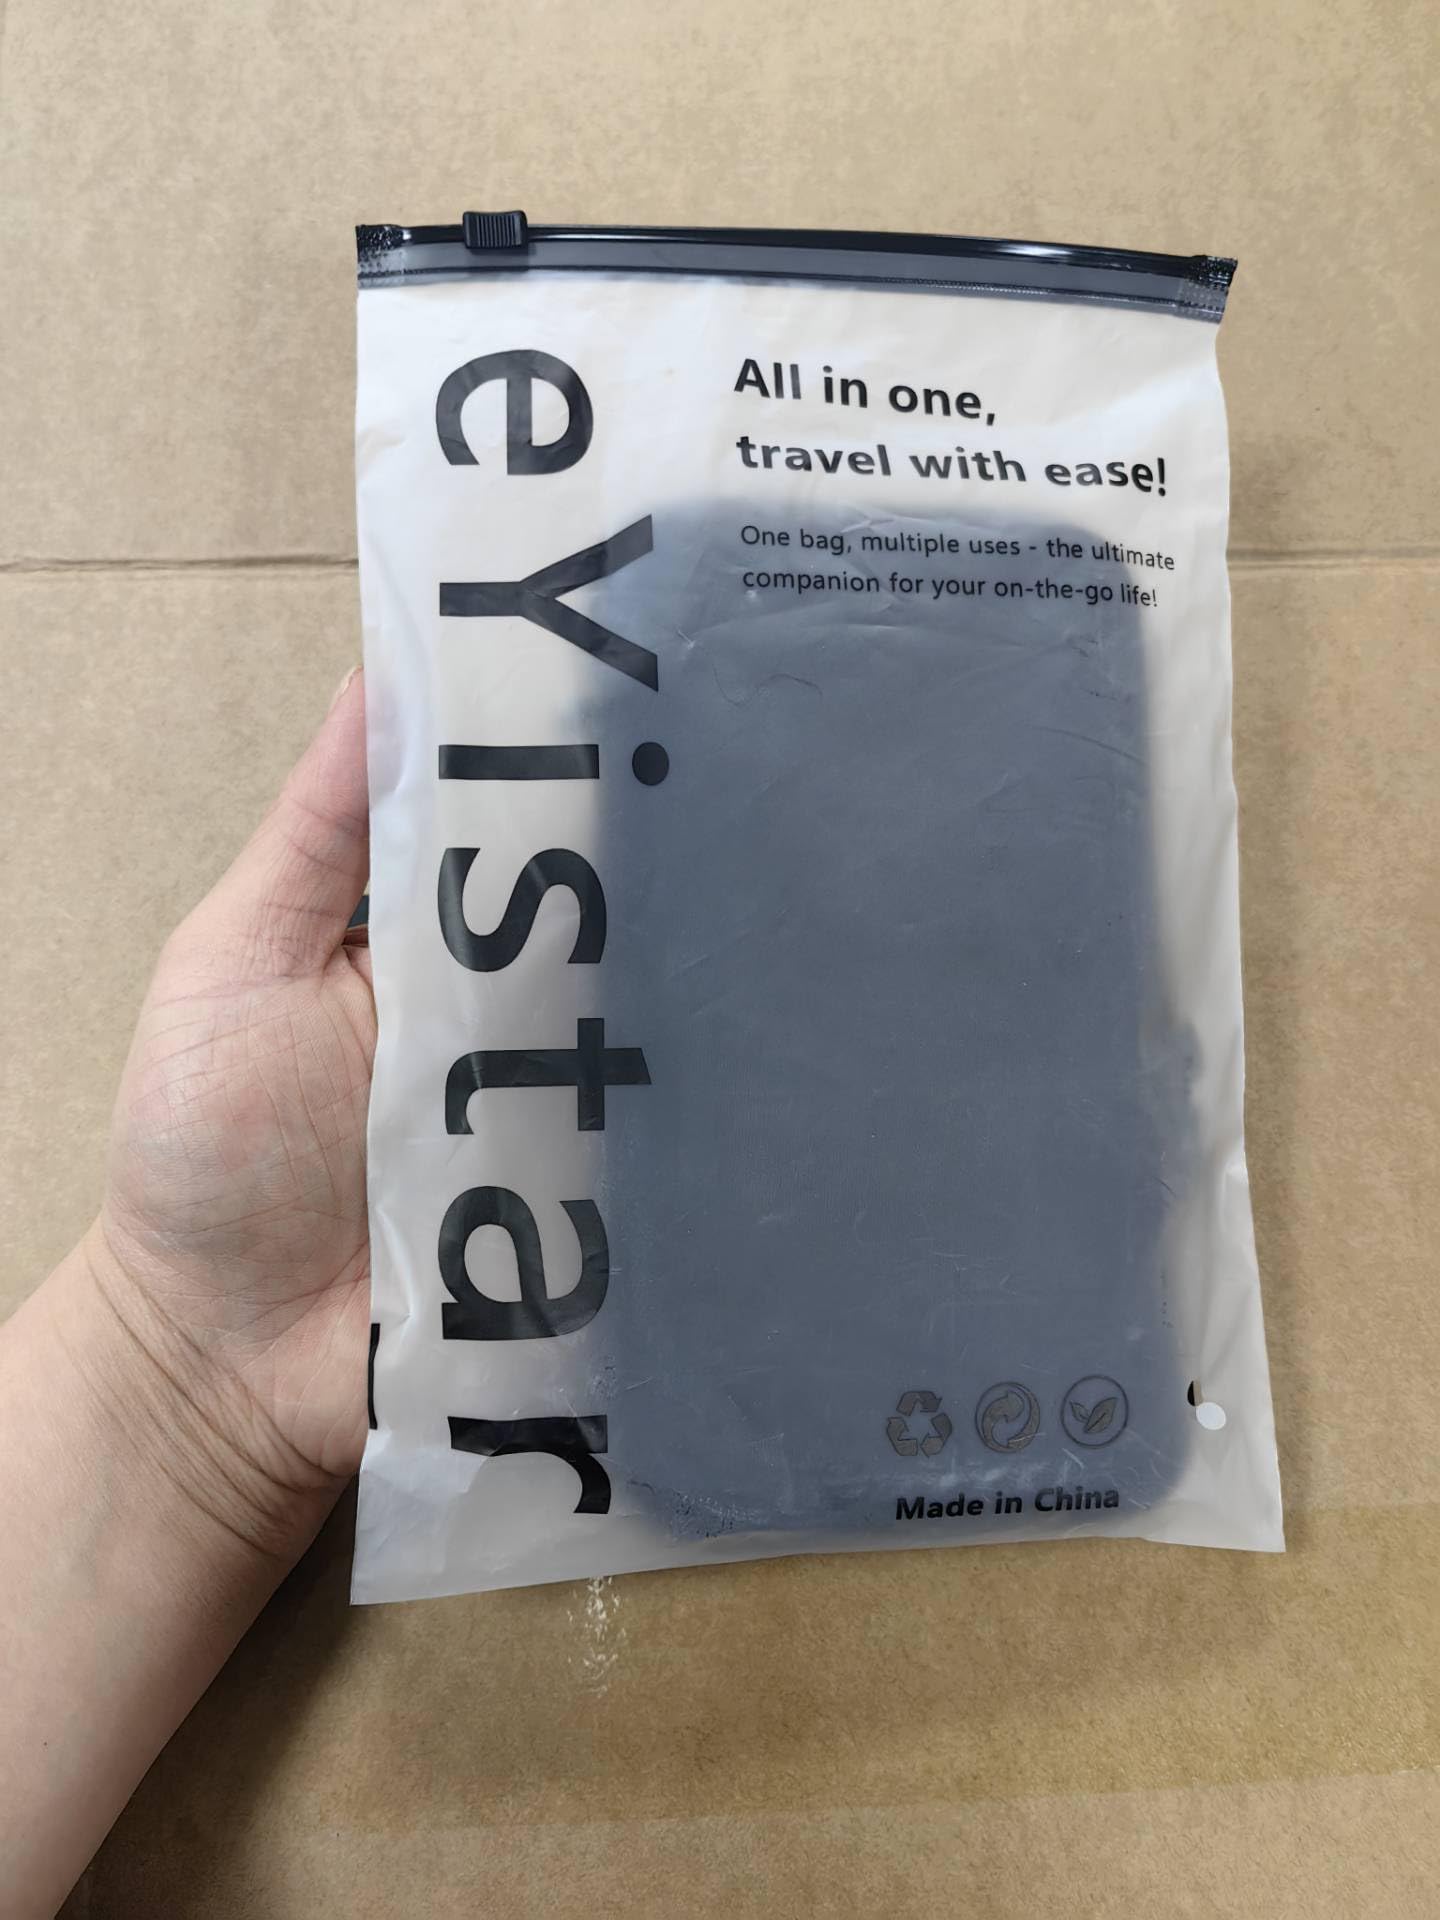 eYistar
All in one,
travel with ease!
One bag, multiple uses - the ultimate
companion for your on-the-go life!
Made in China